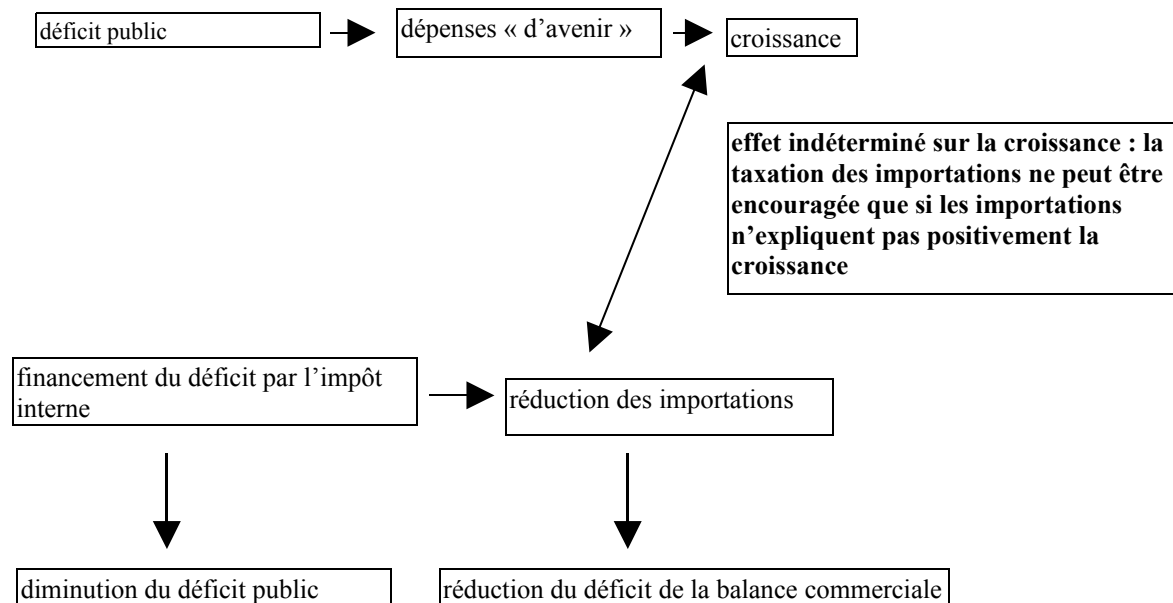 déficit public
dépenses « d'avenir »
croissance
effet indéterminé sur la croissance : la
taxation des importations ne peut être
encouragée que si les importations
n'expliquent pas positivement la
croissance
financement du déficit par l'impôt
interne
réduction des importations
diminution du déficit public
réduction du déficit de la balance commerciale